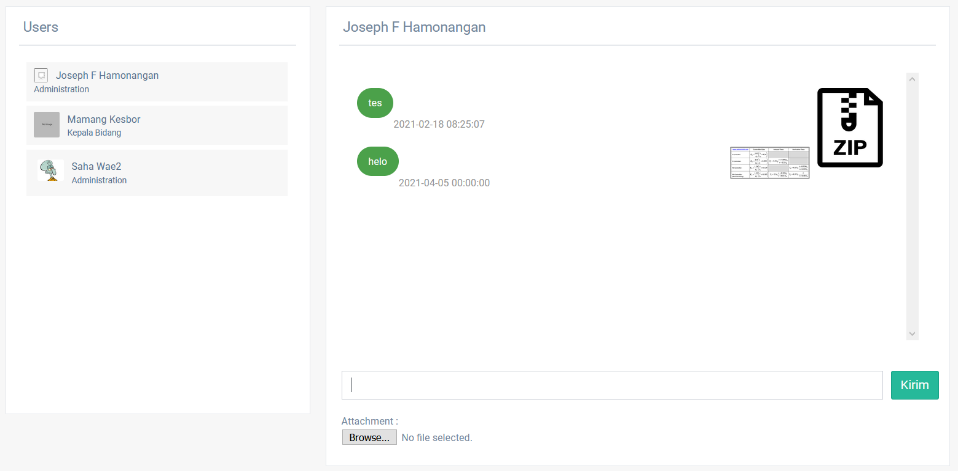 Users
Joseph F Hamonangan
Administration
Mamang Kesbor
Kepala Bidang
Saha Wae2
Administration
Joseph F Hamonangan
tes
2021-02-18 08:25:07
helo
2021-04-05 00:00:00
ZIP
Kirim
Attachment :
Browse... No file selected.